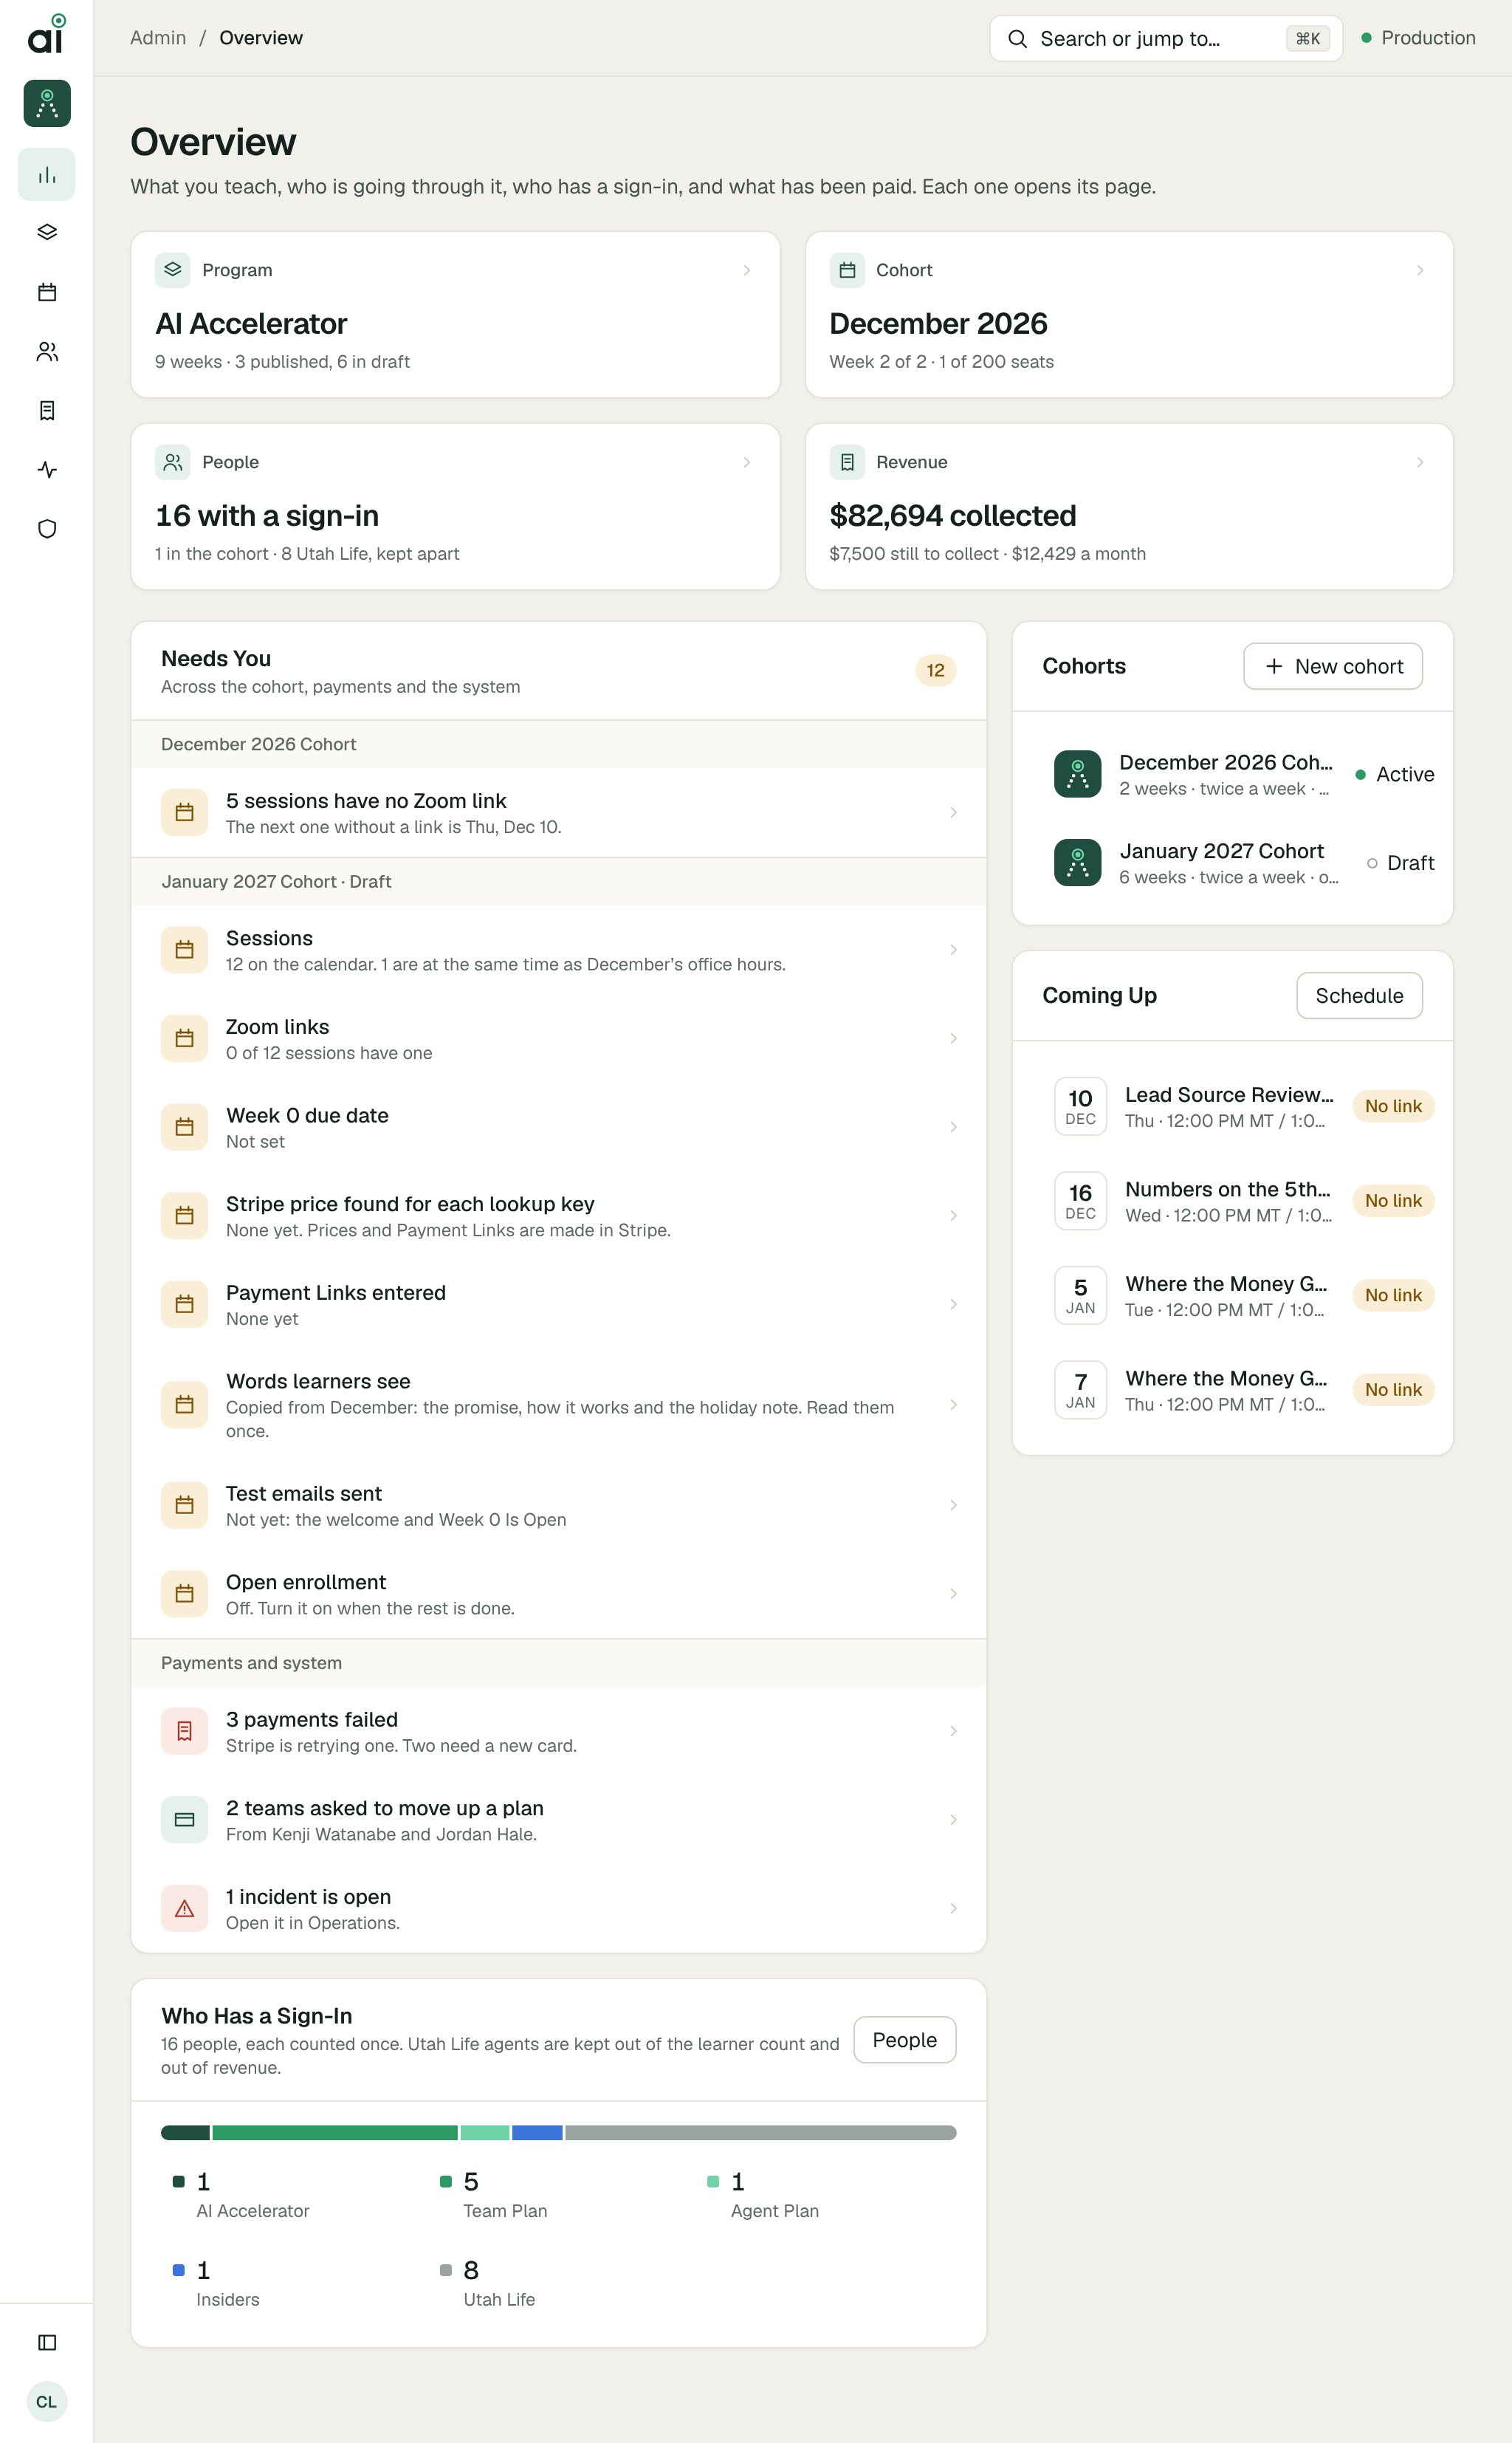 ai
Admin / Overview
Search or jump to...
⌘K
Production
Overview
What you teach, who is going through it, who has a sign-in, and what has been paid. Each one opens its page.
Program
AI Accelerator
9 weeks · 3 published, 6 in draft
Cohort
December 2026
Week 2 of 2 · 1 of 200 seats
People
16 with a sign-in
1 in the cohort · 8 Utah Life, kept apart
Revenue
$82,694 collected
$7,500 still to collect · $12,429 a month
Needs You
Across the cohort, payments and the system
12
December 2026 Cohort
5 sessions have no Zoom link
The next one without a link is Thu, Dec 10.
January 2027 Cohort · Draft
Sessions
12 on the calendar. 1 are at the same time as December’s office hours.
Zoom links
0 of 12 sessions have one
Week 0 due date
Not set
Stripe price found for each lookup key
None yet. Prices and Payment Links are made in Stripe.
Payment Links entered
None yet
Words learners see
Copied from December: the promise, how it works and the holiday note. Read them
once.
Test emails sent
Not yet: the welcome and Week 0 Is Open
Open enrollment
Off. Turn it on when the rest is done.
Payments and system
3 payments failed
Stripe is retrying one. Two need a new card.
2 teams asked to move up a plan
From Kenji Watanabe and Jordan Hale.
1 incident is open
Open it in Operations.
Cohorts
+ New cohort
December 2026 Coh...
2 weeks · twice a week · ...
Active
January 2027 Cohort
6 weeks · twice a week · o...
Draft
Coming Up
Schedule
10
DEC
Lead Source Review...
Thu · 12:00 PM MT / 1:0...
No link
16
DEC
Numbers on the 5th...
Wed · 12:00 PM MT / 1:0...
No link
5
JAN
Where the Money G...
Tue · 12:00 PM MT / 1:0...
No link
7
JAN
Where the Money G...
Thu · 12:00 PM MT / 1:0...
No link
Who Has a Sign-In
16 people, each counted once. Utah Life agents are kept out of the learner count and
out of revenue.
People
1
AI Accelerator
5
Team Plan
1
Agent Plan
1
Insiders
8
Utah Life
CL